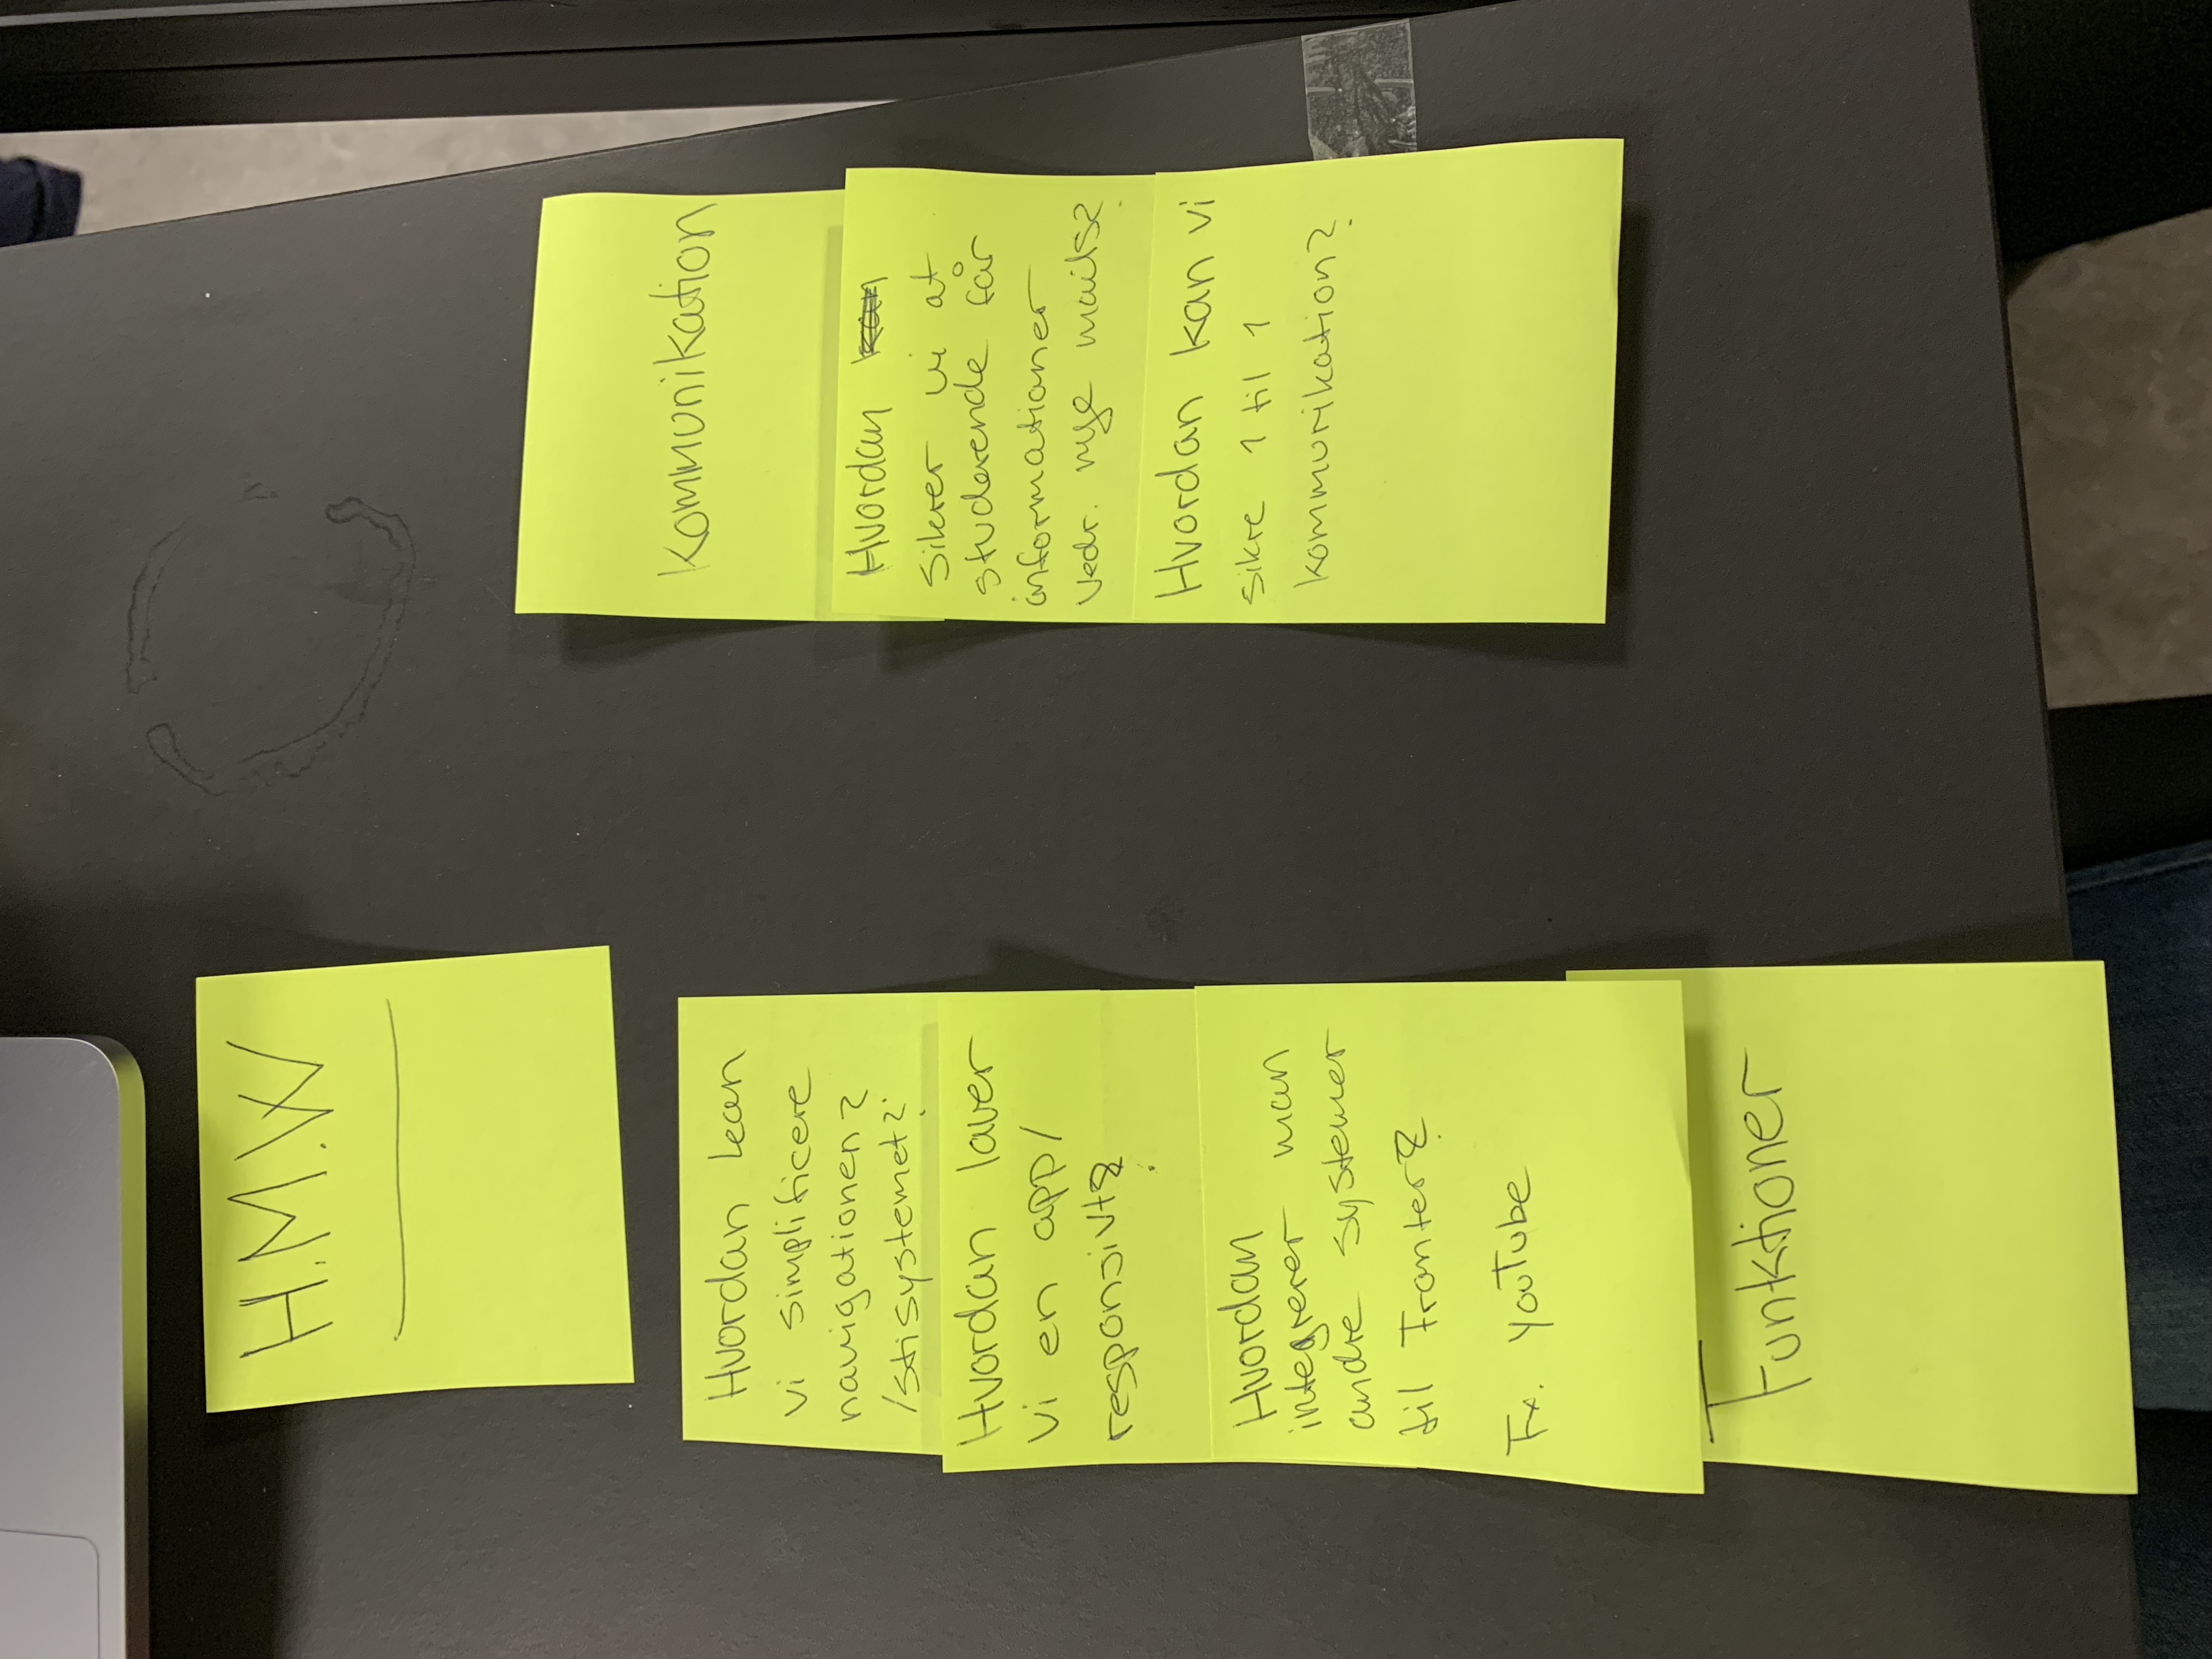 H.M.W
Hvordan kan
vi simplificere
navigationen?
/stisystemet?
Hvordan laver
vi en app/
responsivt?
Hvordan
integrerer man
andre systemer
til Fronter?
Fx. YouTube
Funktioner
Kommunikation
Hvordan kan
sikrer vi at
studerende får
informationer
vedr. nye mails?
Hvordan kan vi
sikre 1 til 1
kommunikation?